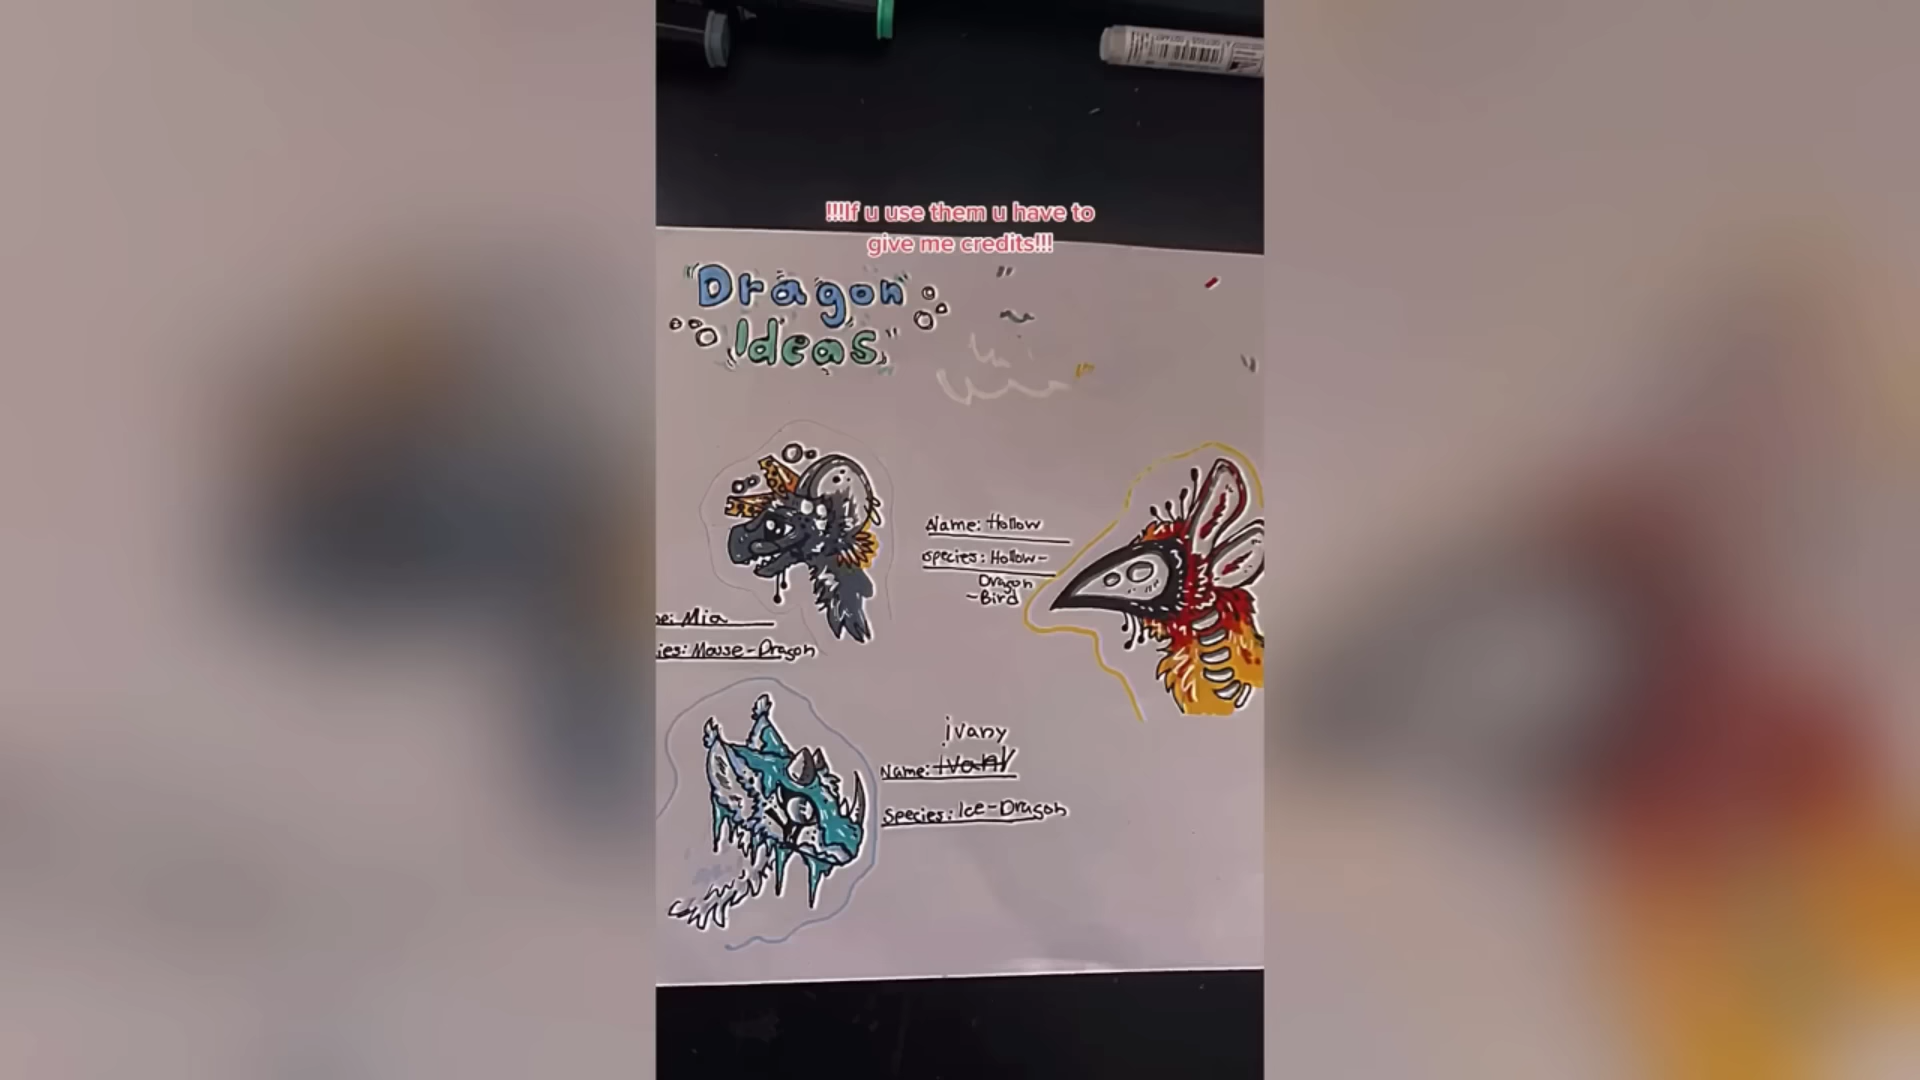 !!!!If u use them u have to
give me credits!!!
"Dragon"
Ideas"
Name: Hollow
Species: Hollow-
Dragon
-Bird
e: Mia
ies: Mouse-Dragon
ivany
Name:
Species: Ice-Dragon